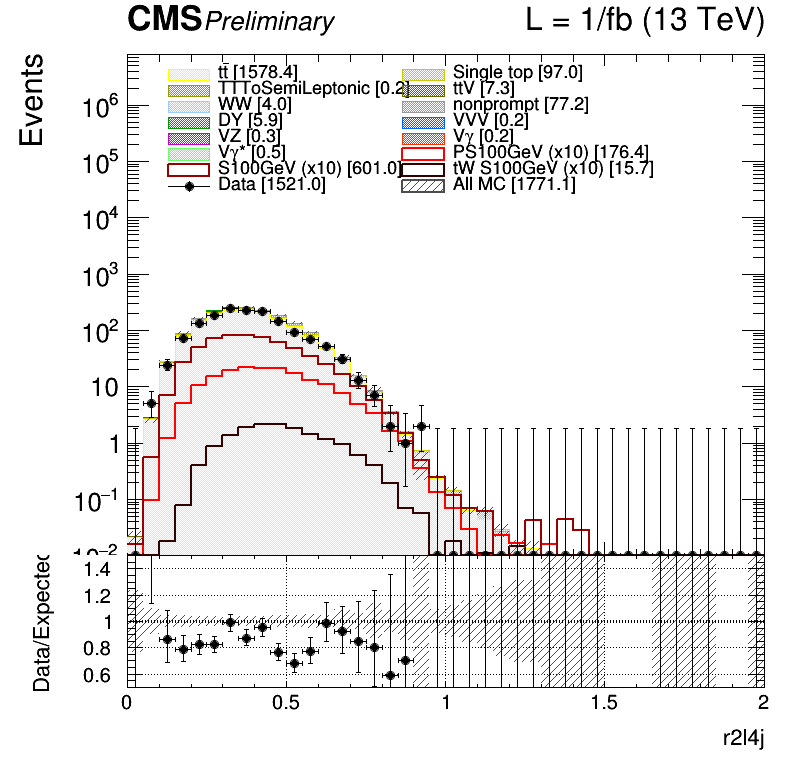 CMS Preliminary L = 1/fb (13 TeV)
Events
tt̄ [1578.4] Single top [97.0]
TTToSemiLeptonic [0.2] ttV [7.3]
WW [4.0] nonprompt [77.2]
DY [5.9] VVV [0.2]
VZ [0.3] Vγ [0.2]
Vγ* [0.5] PS100GeV (x10) [176.4]
S100GeV (x10) [601.0] tW S100GeV (x10) [15.7]
Data [1521.0] All MC [1771.1]
10⁶
10⁵
10⁴
10³
10²
10
1
10⁻¹
10⁻²
Data/Expected
1.4
1.2
1
0.8
0.6
0 0.5 1 1.5 2
r2l4j